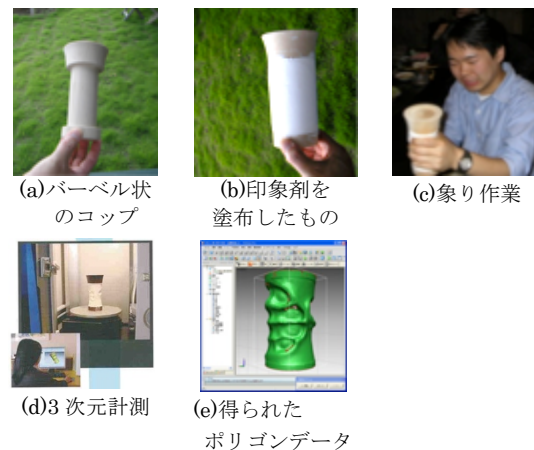 (a)バーベル状
のコップ
(b)印象剤を
塗布したもの
(c)象り作業
(d)3 次元計測
(e)得られた
ポリゴンデータ